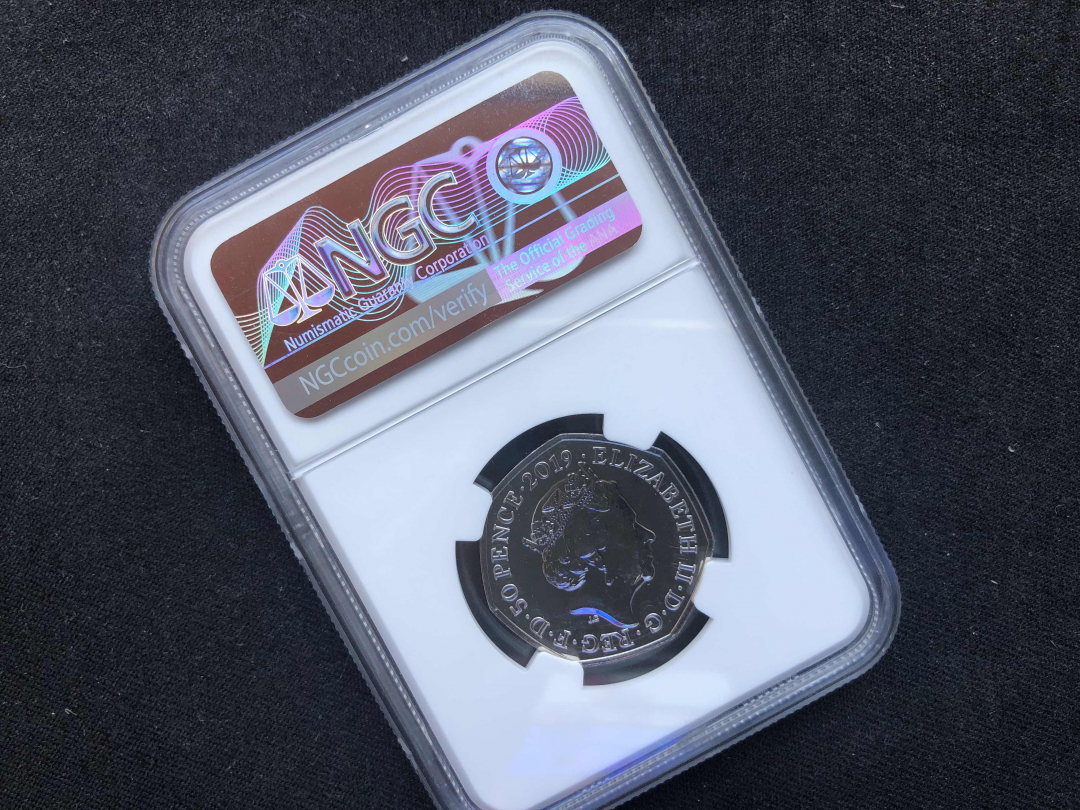 NGC
Numismatic Guaranty Corporation
The Official Grading
Service of the ANA
NGCcoin.com/verify
ELIZABETH II · D · G · REG · F · D · 50 PENCE · 2019 ·